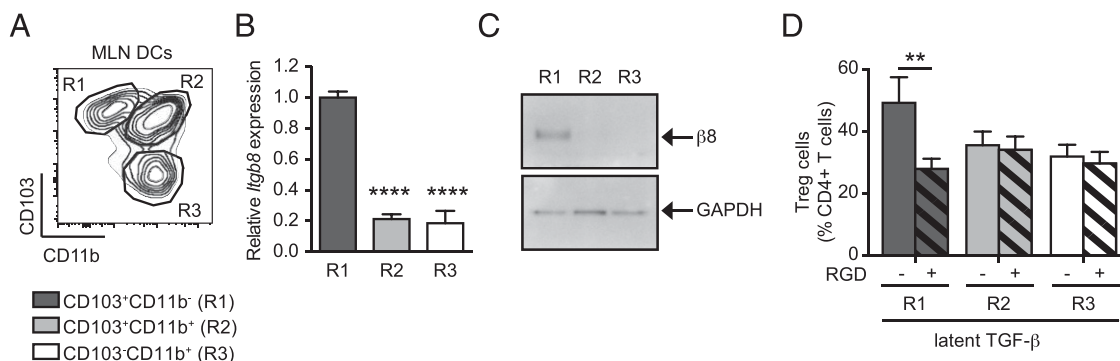 A
MLN DCs
R1
R2
R3
CD103
CD11b
CD103⁺CD11b⁻ (R1)
CD103⁺CD11b⁺ (R2)
CD103⁻CD11b⁺ (R3)
B
Relative Itgb8 expression
1.2
1.0
0.8
0.6
0.4
0.2
0.0
**** ****
R1 R2 R3
C
R1 R2 R3
β8
GAPDH
D
Treg cells
(% CD4+ T cells)
60
40
20
0
**
RGD - + - + - +
R1 R2 R3
latent TGF-β